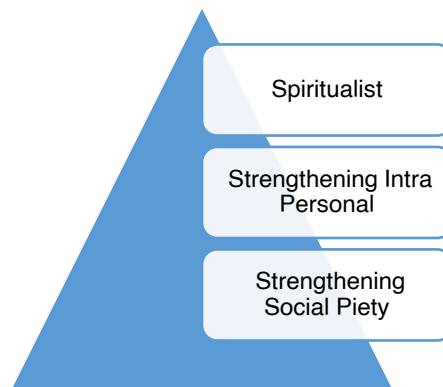 Spiritualist
Strengthening Intra
Personal
Strengthening
Social Piety